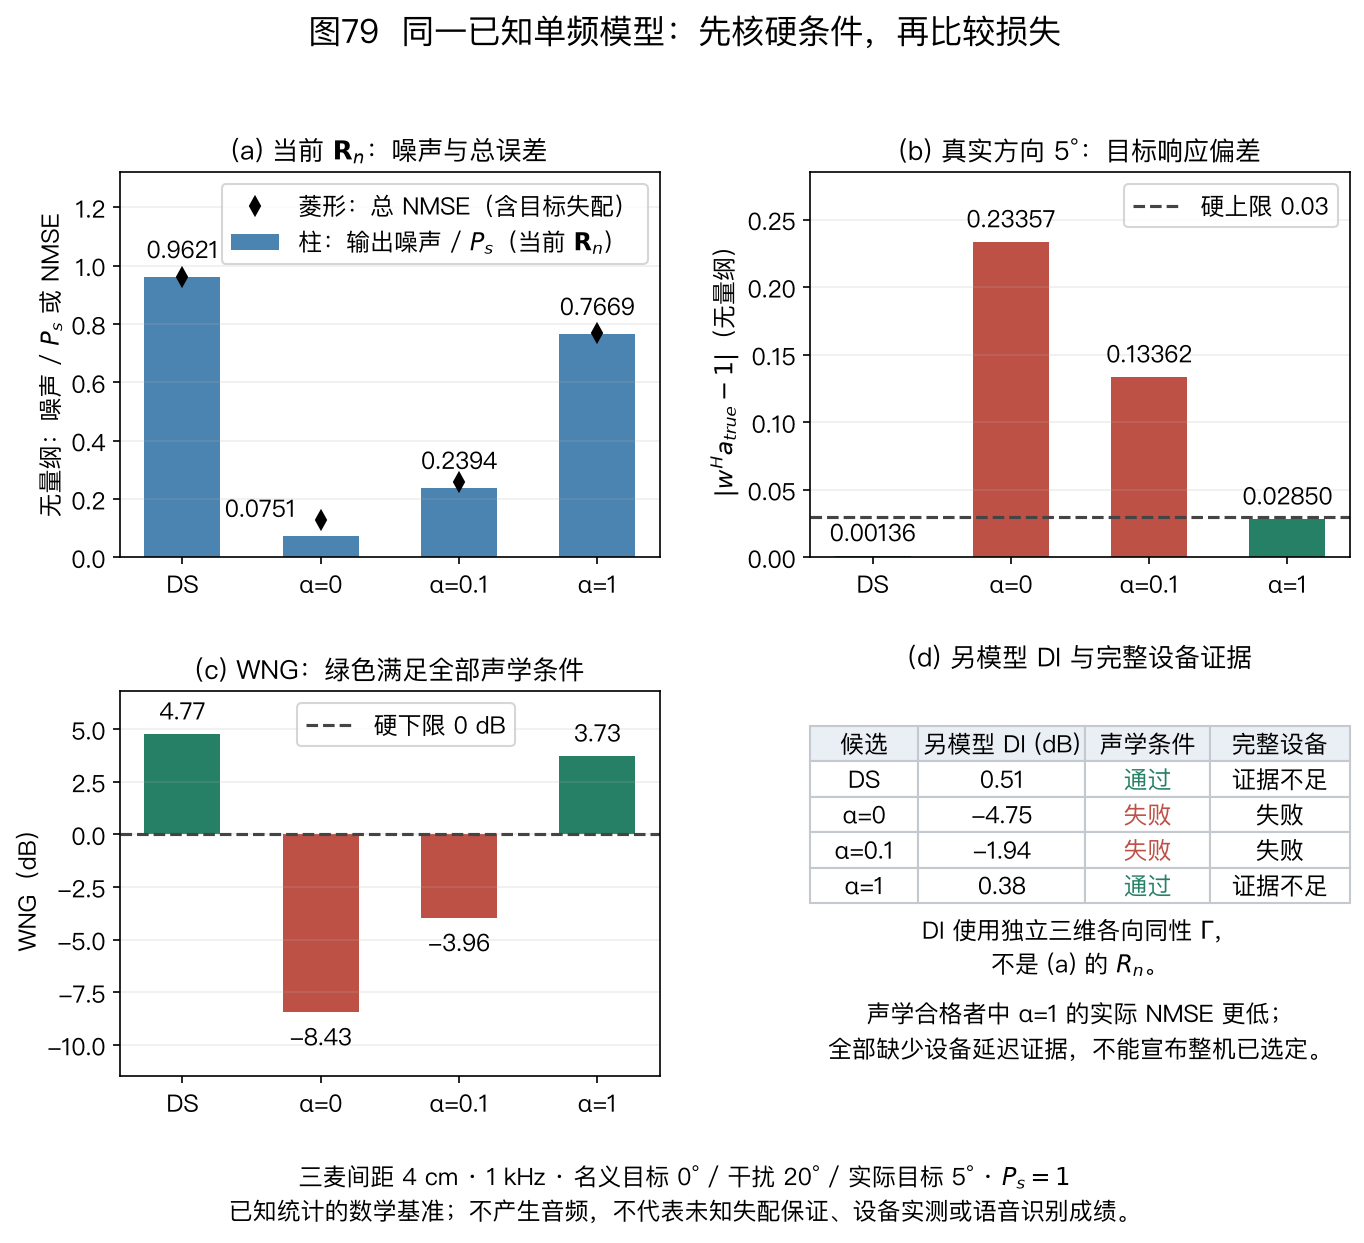 图79 同一已知单频模型：先核硬条件，再比较损失
(a) 当前 Rₙ：噪声与总误差
菱形：总 NMSE（含目标失配）
柱：输出噪声 / Pₛ（当前 Rₙ）
无量纲：噪声 / Pₛ 或 NMSE
1.2
1.0
0.8
0.6
0.4
0.2
0.0
0.9621
0.0751
0.2394
0.7669
DS
α=0
α=0.1
α=1
(b) 真实方向 5°：目标响应偏差
硬上限 0.03
|wᴴa_true − 1|（无量纲）
0.25
0.20
0.15
0.10
0.05
0.00
0.00136
0.23357
0.13362
0.02850
DS
α=0
α=0.1
α=1
(c) WNG：绿色满足全部声学条件
硬下限 0 dB
WNG（dB）
5.0
2.5
0.0
−2.5
−5.0
−7.5
−10.0
4.77
−8.43
−3.96
3.73
DS
α=0
α=0.1
α=1
(d) 另模型 DI 与完整设备证据
候选 另模型 DI (dB) 声学条件 完整设备
DS 0.51 通过 证据不足
α=0 −4.75 失败 失败
α=0.1 −1.94 失败 失败
α=1 0.38 通过 证据不足
DI 使用独立三维各向同性 Γ，
不是 (a) 的 Rₙ。
声学合格者中 α=1 的实际 NMSE 更低；
全部缺少设备延迟证据，不能宣布整机已选定。
三麦间距 4 cm · 1 kHz · 名义目标 0° / 干扰 20° / 实际目标 5° · Pₛ = 1
已知统计的数学基准；不产生音频，不代表未知失配保证、设备实测或语音识别成绩。